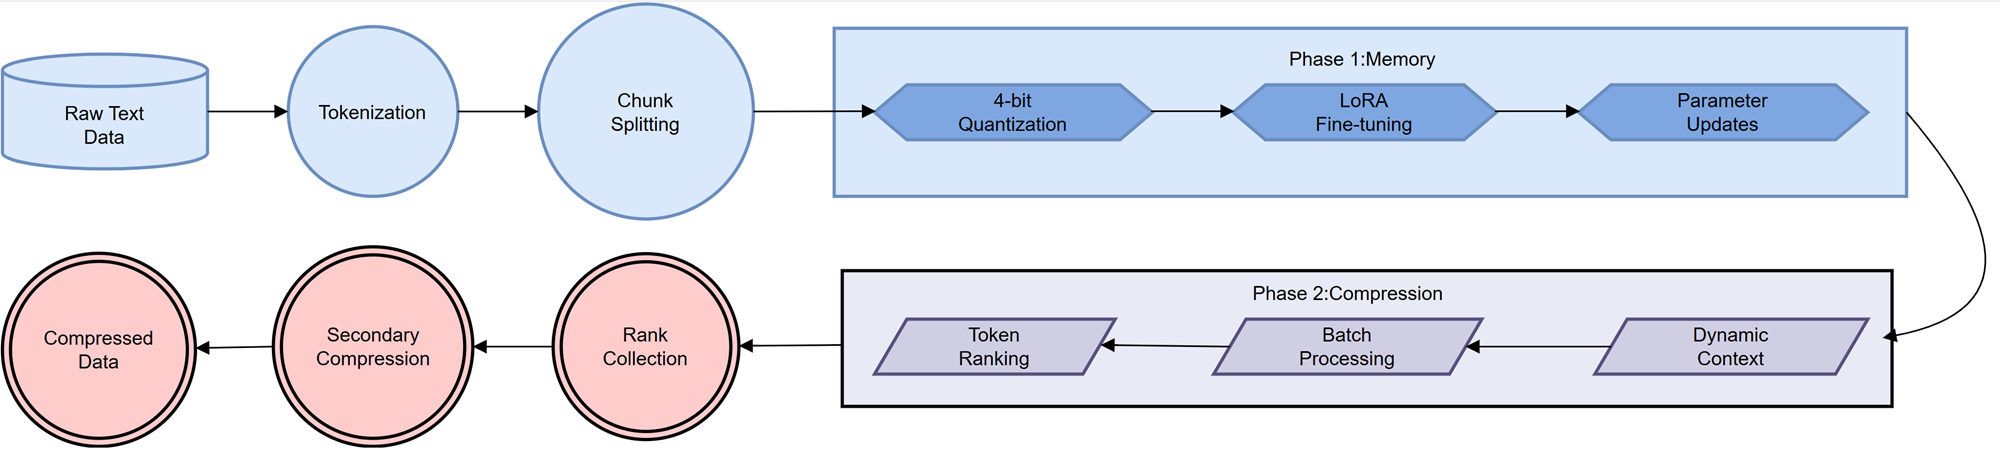 Raw Text
Data
Tokenization
Chunk
Splitting
Phase 1:Memory
4-bit
Quantization
LoRA
Fine-tuning
Parameter
Updates
Phase 2:Compression
Dynamic
Context
Batch
Processing
Token
Ranking
Rank
Collection
Secondary
Compression
Compressed
Data